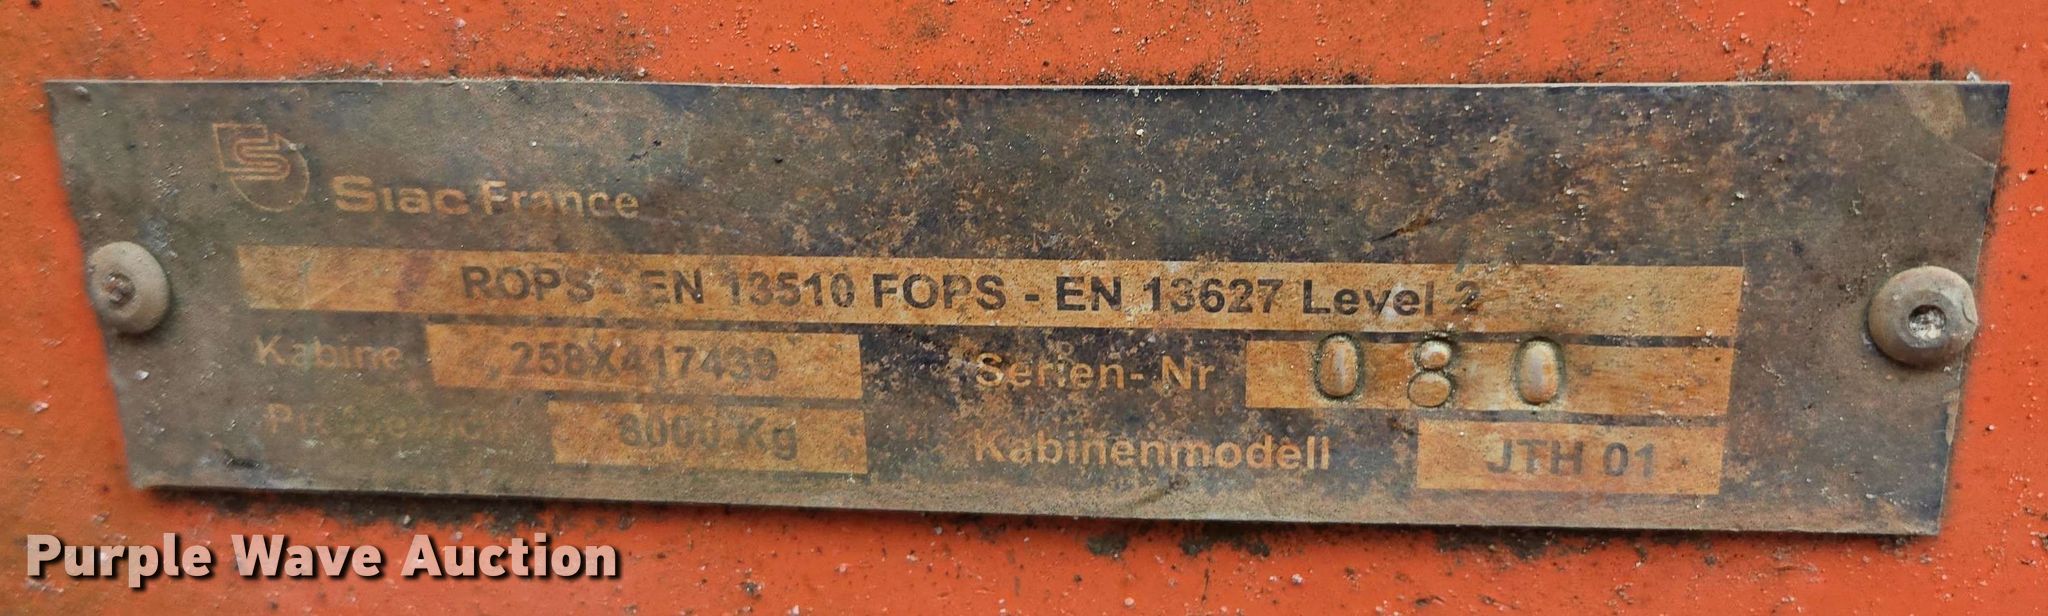 Siac France
ROPS - EN 13510 FOPS - EN 13627 Level 2
Kabine 258X417439 Serien- Nr 080
8000 Kg Kabinenmodell JTH 01
Purple Wave Auction